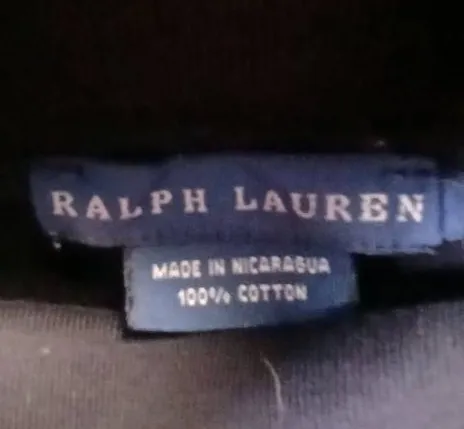 RALPH LAUREN
MADE IN NICARAGUA
100% COTTON